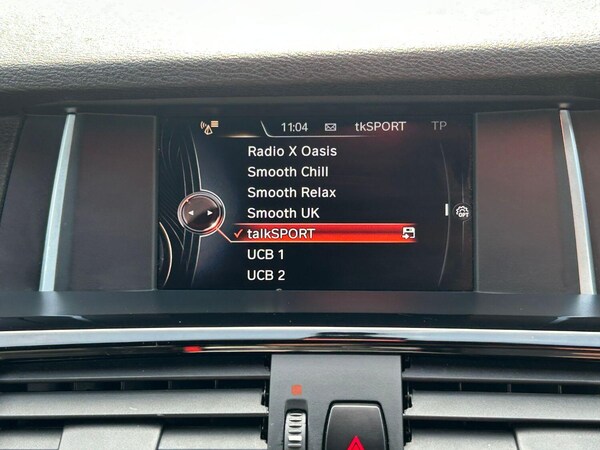 11:04 tkSPORT TP
Radio X Oasis
Smooth Chill
Smooth Relax
Smooth UK
talkSPORT
UCB 1
UCB 2